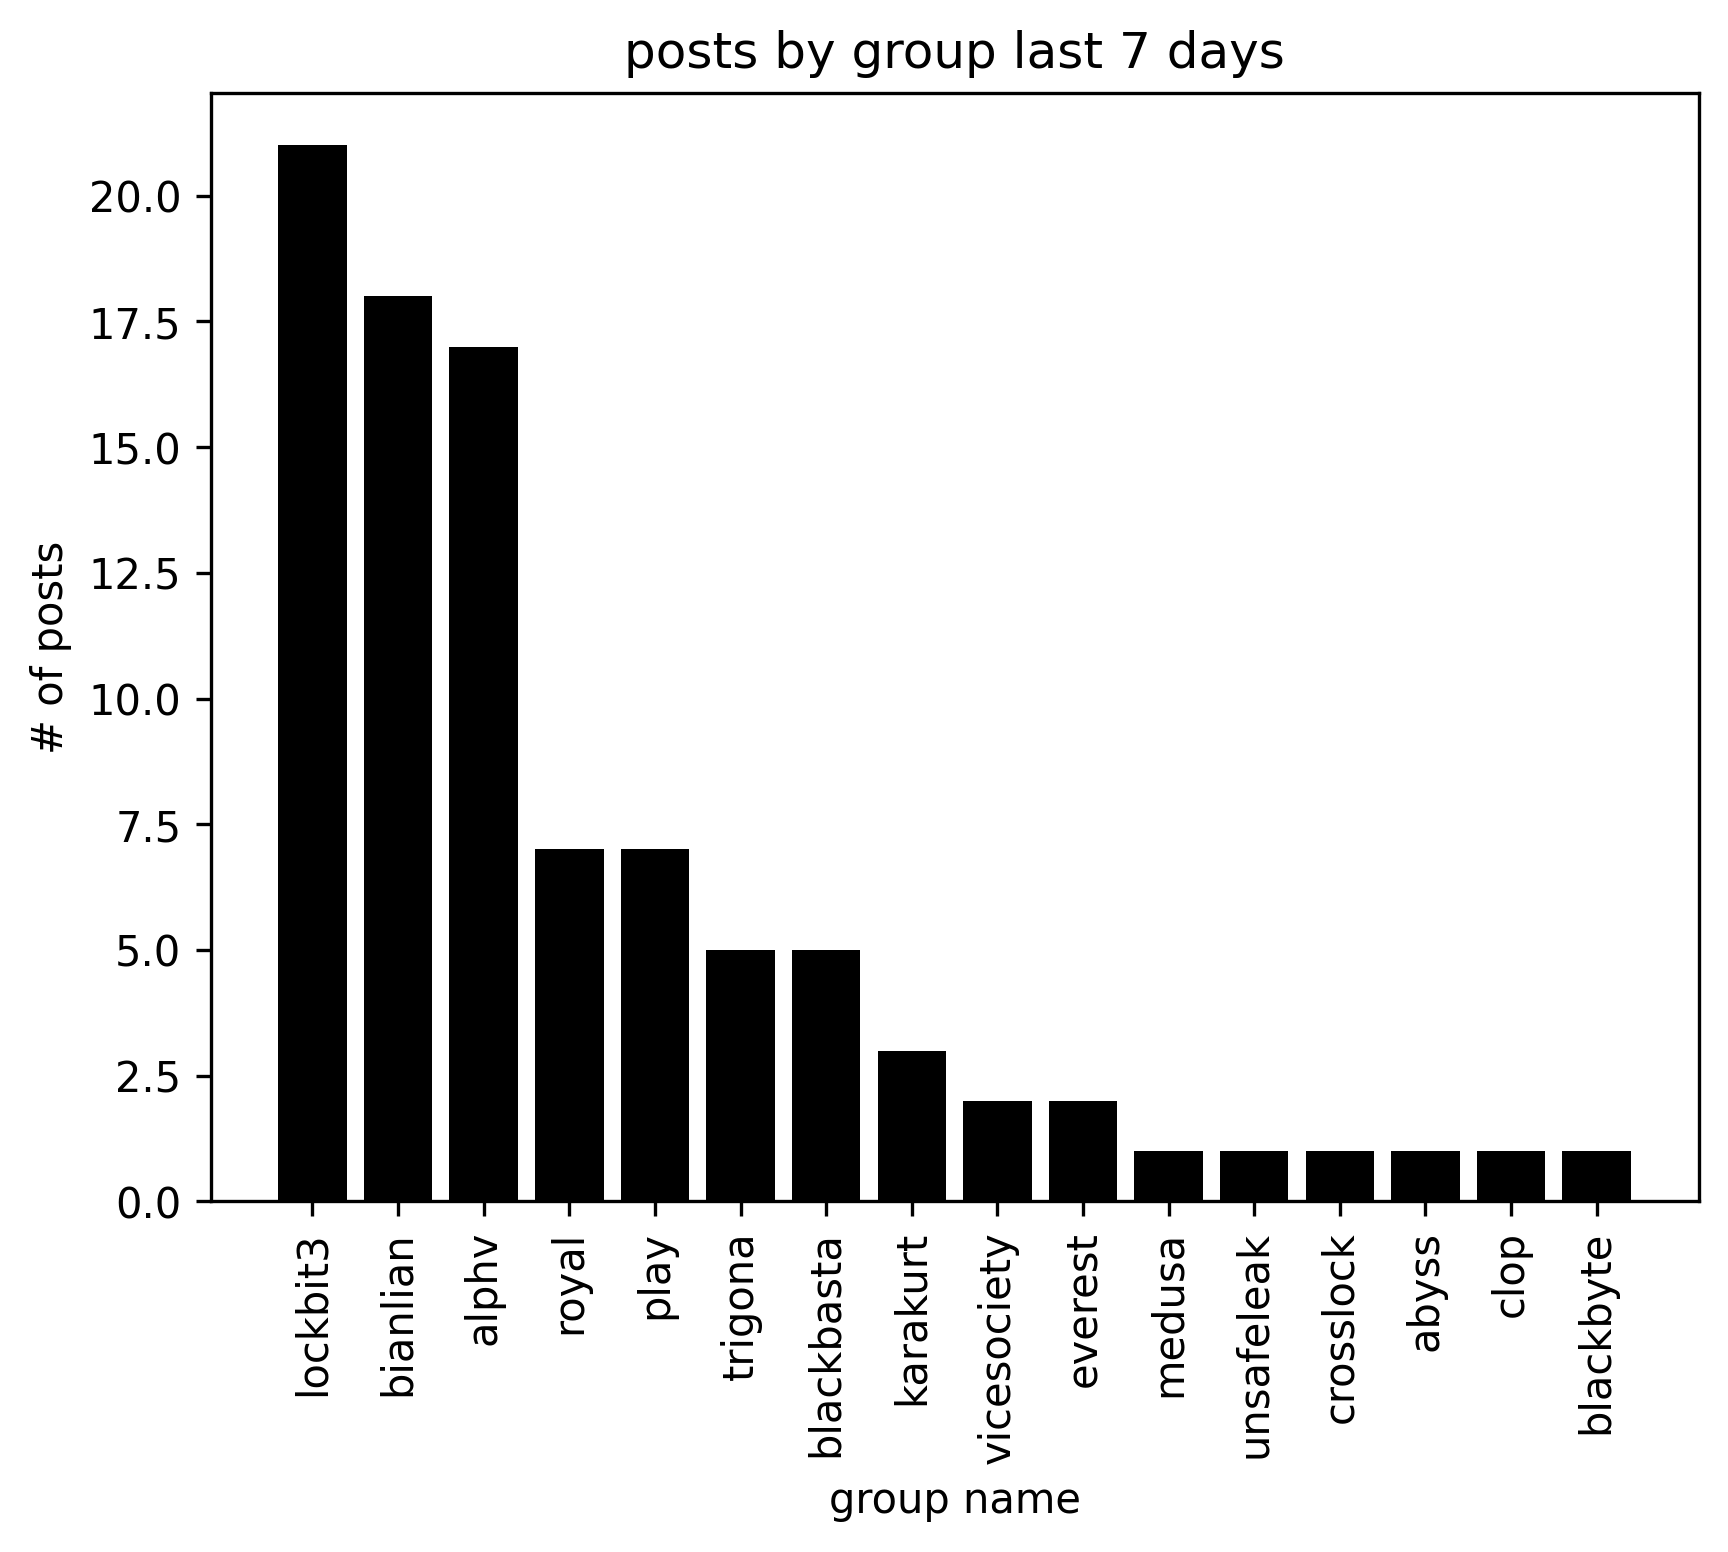 posts by group last 7 days
# of posts
20.0
17.5
15.0
12.5
10.0
7.5
5.0
2.5
0.0
lockbit3
bianlian
alphv
royal
play
trigona
blackbasta
karakurt
vicesociety
everest
medusa
unsafeleak
crosslock
abyss
clop
blackbyte
group name